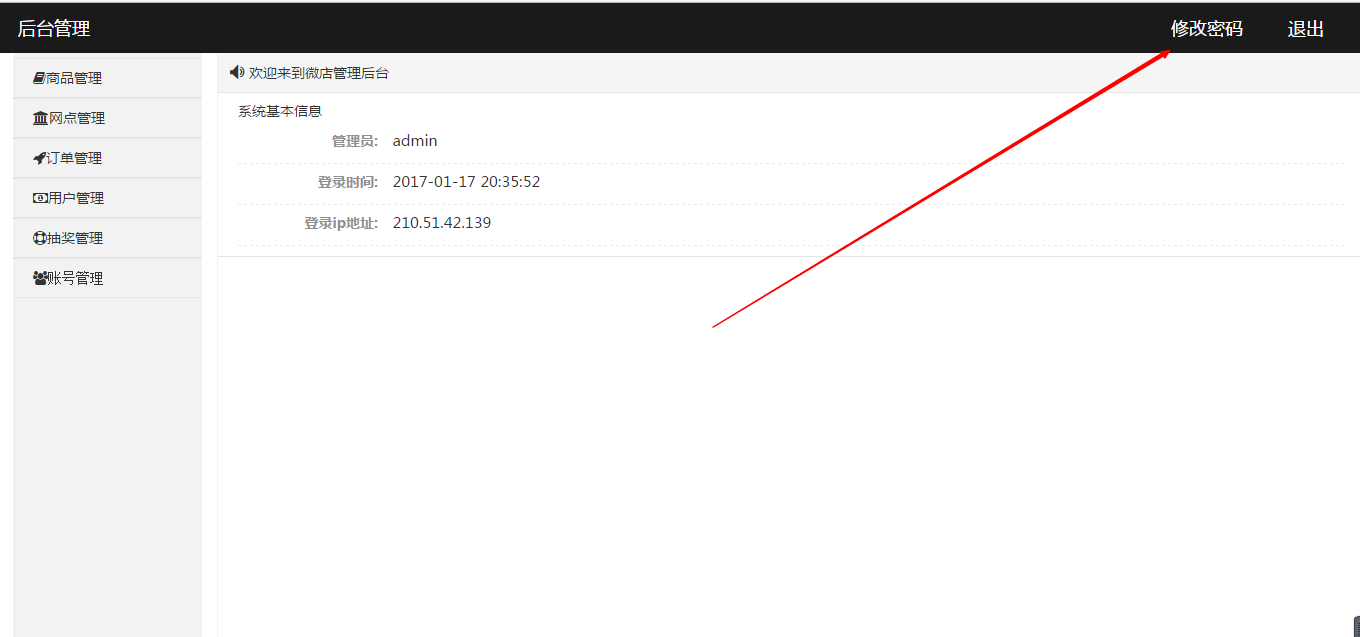 后台管理 修改密码 退出
商品管理
网点管理
订单管理
用户管理
抽奖管理
账号管理
欢迎来到微店管理后台
系统基本信息
管理员: admin
登录时间: 2017-01-17 20:35:52
登录ip地址: 210.51.42.139